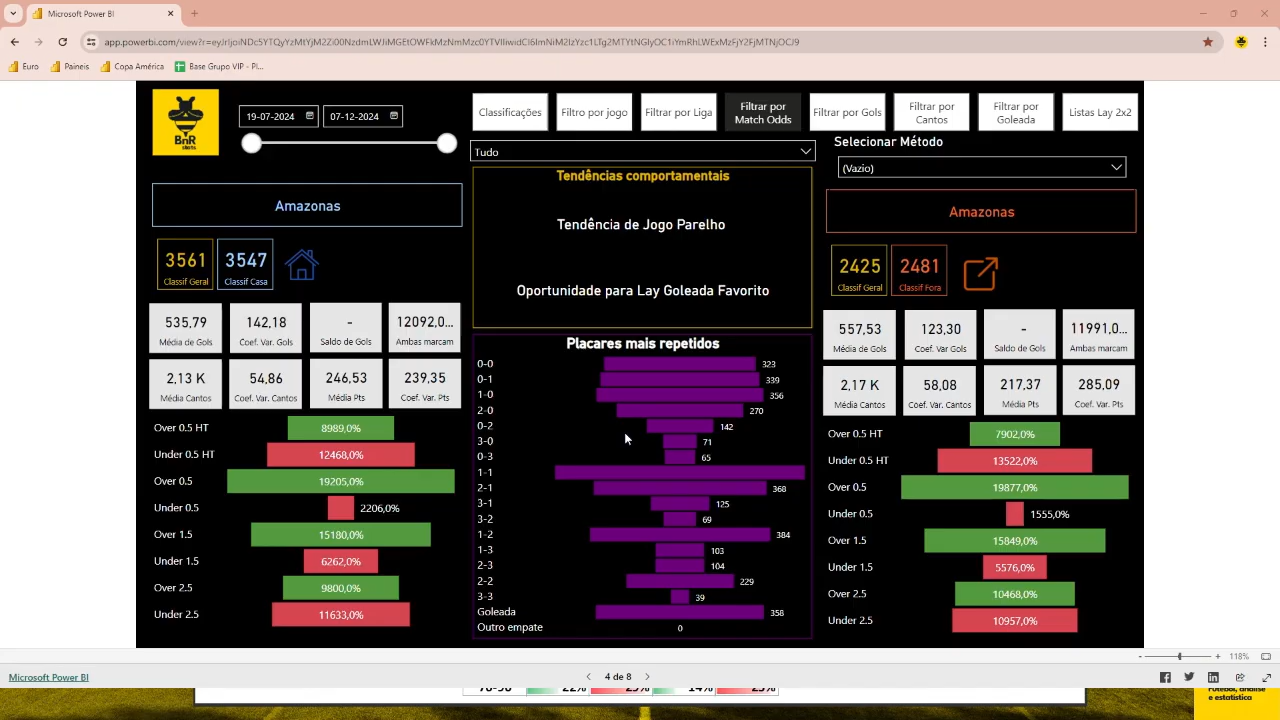 Microsoft Power BI
app.powerbi.com/view?r=eyJrIjoiNDc5YTQyYzMtYjM2Zi00NzdmLWJiMGEtOWFkMzNmMzc0YTVlIiwidCI6ImNiM2IzYzc1LTg2MTYtNGIyOC1iYmRhLWExMzFjY2FjMTNjOCJ9
Euro
Paineis
Copa América
Base Grupo VIP - Pl...
BnR
19-07-2024
07-12-2024
Classificações
Filtro por jogo
Filtrar por Liga
Filtrar por
Match Odds
Filtrar por Gols
Filtrar por
Cantos
Filtrar por
Goleada
Listas Lay 2x2
Tudo
Selecionar Método
(Vazio)
Amazonas
3561
Classif Geral
3547
Classif Casa
535,79
Média de Gols
142,18
Coef. Var. Gols
-
Saldo de Gols
12092,0...
Ambas marcam
2,13 K
Média Cantos
54,86
Coef. Var. Cantos
246,53
Média Pts
239,35
Coef. Var. Pts
Over 0.5 HT 8989,0%
Under 0.5 HT 12468,0%
Over 0.5 19205,0%
Under 0.5 2206,0%
Over 1.5 15180,0%
Under 1.5 6262,0%
Over 2.5 9800,0%
Under 2.5 11633,0%
Tendências comportamentais
Tendência de Jogo Parelho
Oportunidade para Lay Goleada Favorito
Placares mais repetidos
0-0 323
0-1 339
1-0 356
2-0 270
0-2 142
3-0 71
0-3 65
1-1
2-1 368
3-1 125
3-2 69
1-2 384
1-3 103
2-3 104
2-2 229
3-3 39
Goleada 358
Outro empate 0
Amazonas
2425
Classif Geral
2481
Classif Fora
557,53
Média de Gols
123,30
Coef. Var Gols
-
Saldo de Gols
11991,0...
Ambas marcam
2,17 K
Média Cantos
58,08
Coef. Var. Cantos
217,37
Média Pts
285,09
Coef. Var. Pts
Over 0.5 HT 7902,0%
Under 0.5 HT 13522,0%
Over 0.5 19877,0%
Under 0.5 1555,0%
Over 1.5 15849,0%
Under 1.5 5576,0%
Over 2.5 10468,0%
Under 2.5 10957,0%
- + 118%
Microsoft Power BI
4 de 8
Futebol, análise
e estatística